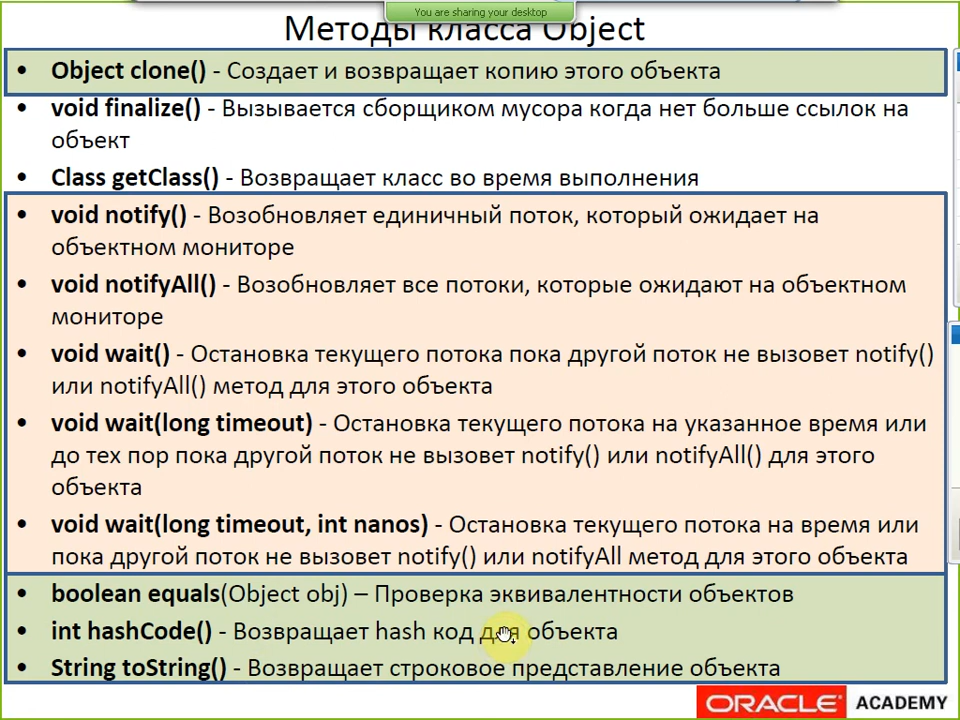 You are sharing your desktop
Методы класса Object
• Object clone() - Создает и возвращает копию этого объекта
• void finalize() - Вызывается сборщиком мусора когда нет больше ссылок на
объект
• Class getClass() - Возвращает класс во время выполнения
• void notify() - Возобновляет единичный поток, который ожидает на
объектном мониторе
• void notifyAll() - Возобновляет все потоки, которые ожидают на объектном
мониторе
• void wait() - Остановка текущего потока пока другой поток не вызовет notify()
или notifyAll() метод для этого объекта
• void wait(long timeout) - Остановка текущего потока на указанное время или
до тех пор пока другой поток не вызовет notify() или notifyAll() для этого
объекта
• void wait(long timeout, int nanos) - Остановка текущего потока на время или
пока другой поток не вызовет notify() или notifyAll метод для этого объекта
• boolean equals(Object obj) – Проверка эквивалентности объектов
• int hashCode() - Возвращает hash код для объекта
• String toString() - Возвращает строковое представление объекта
ORACLE ACADEMY